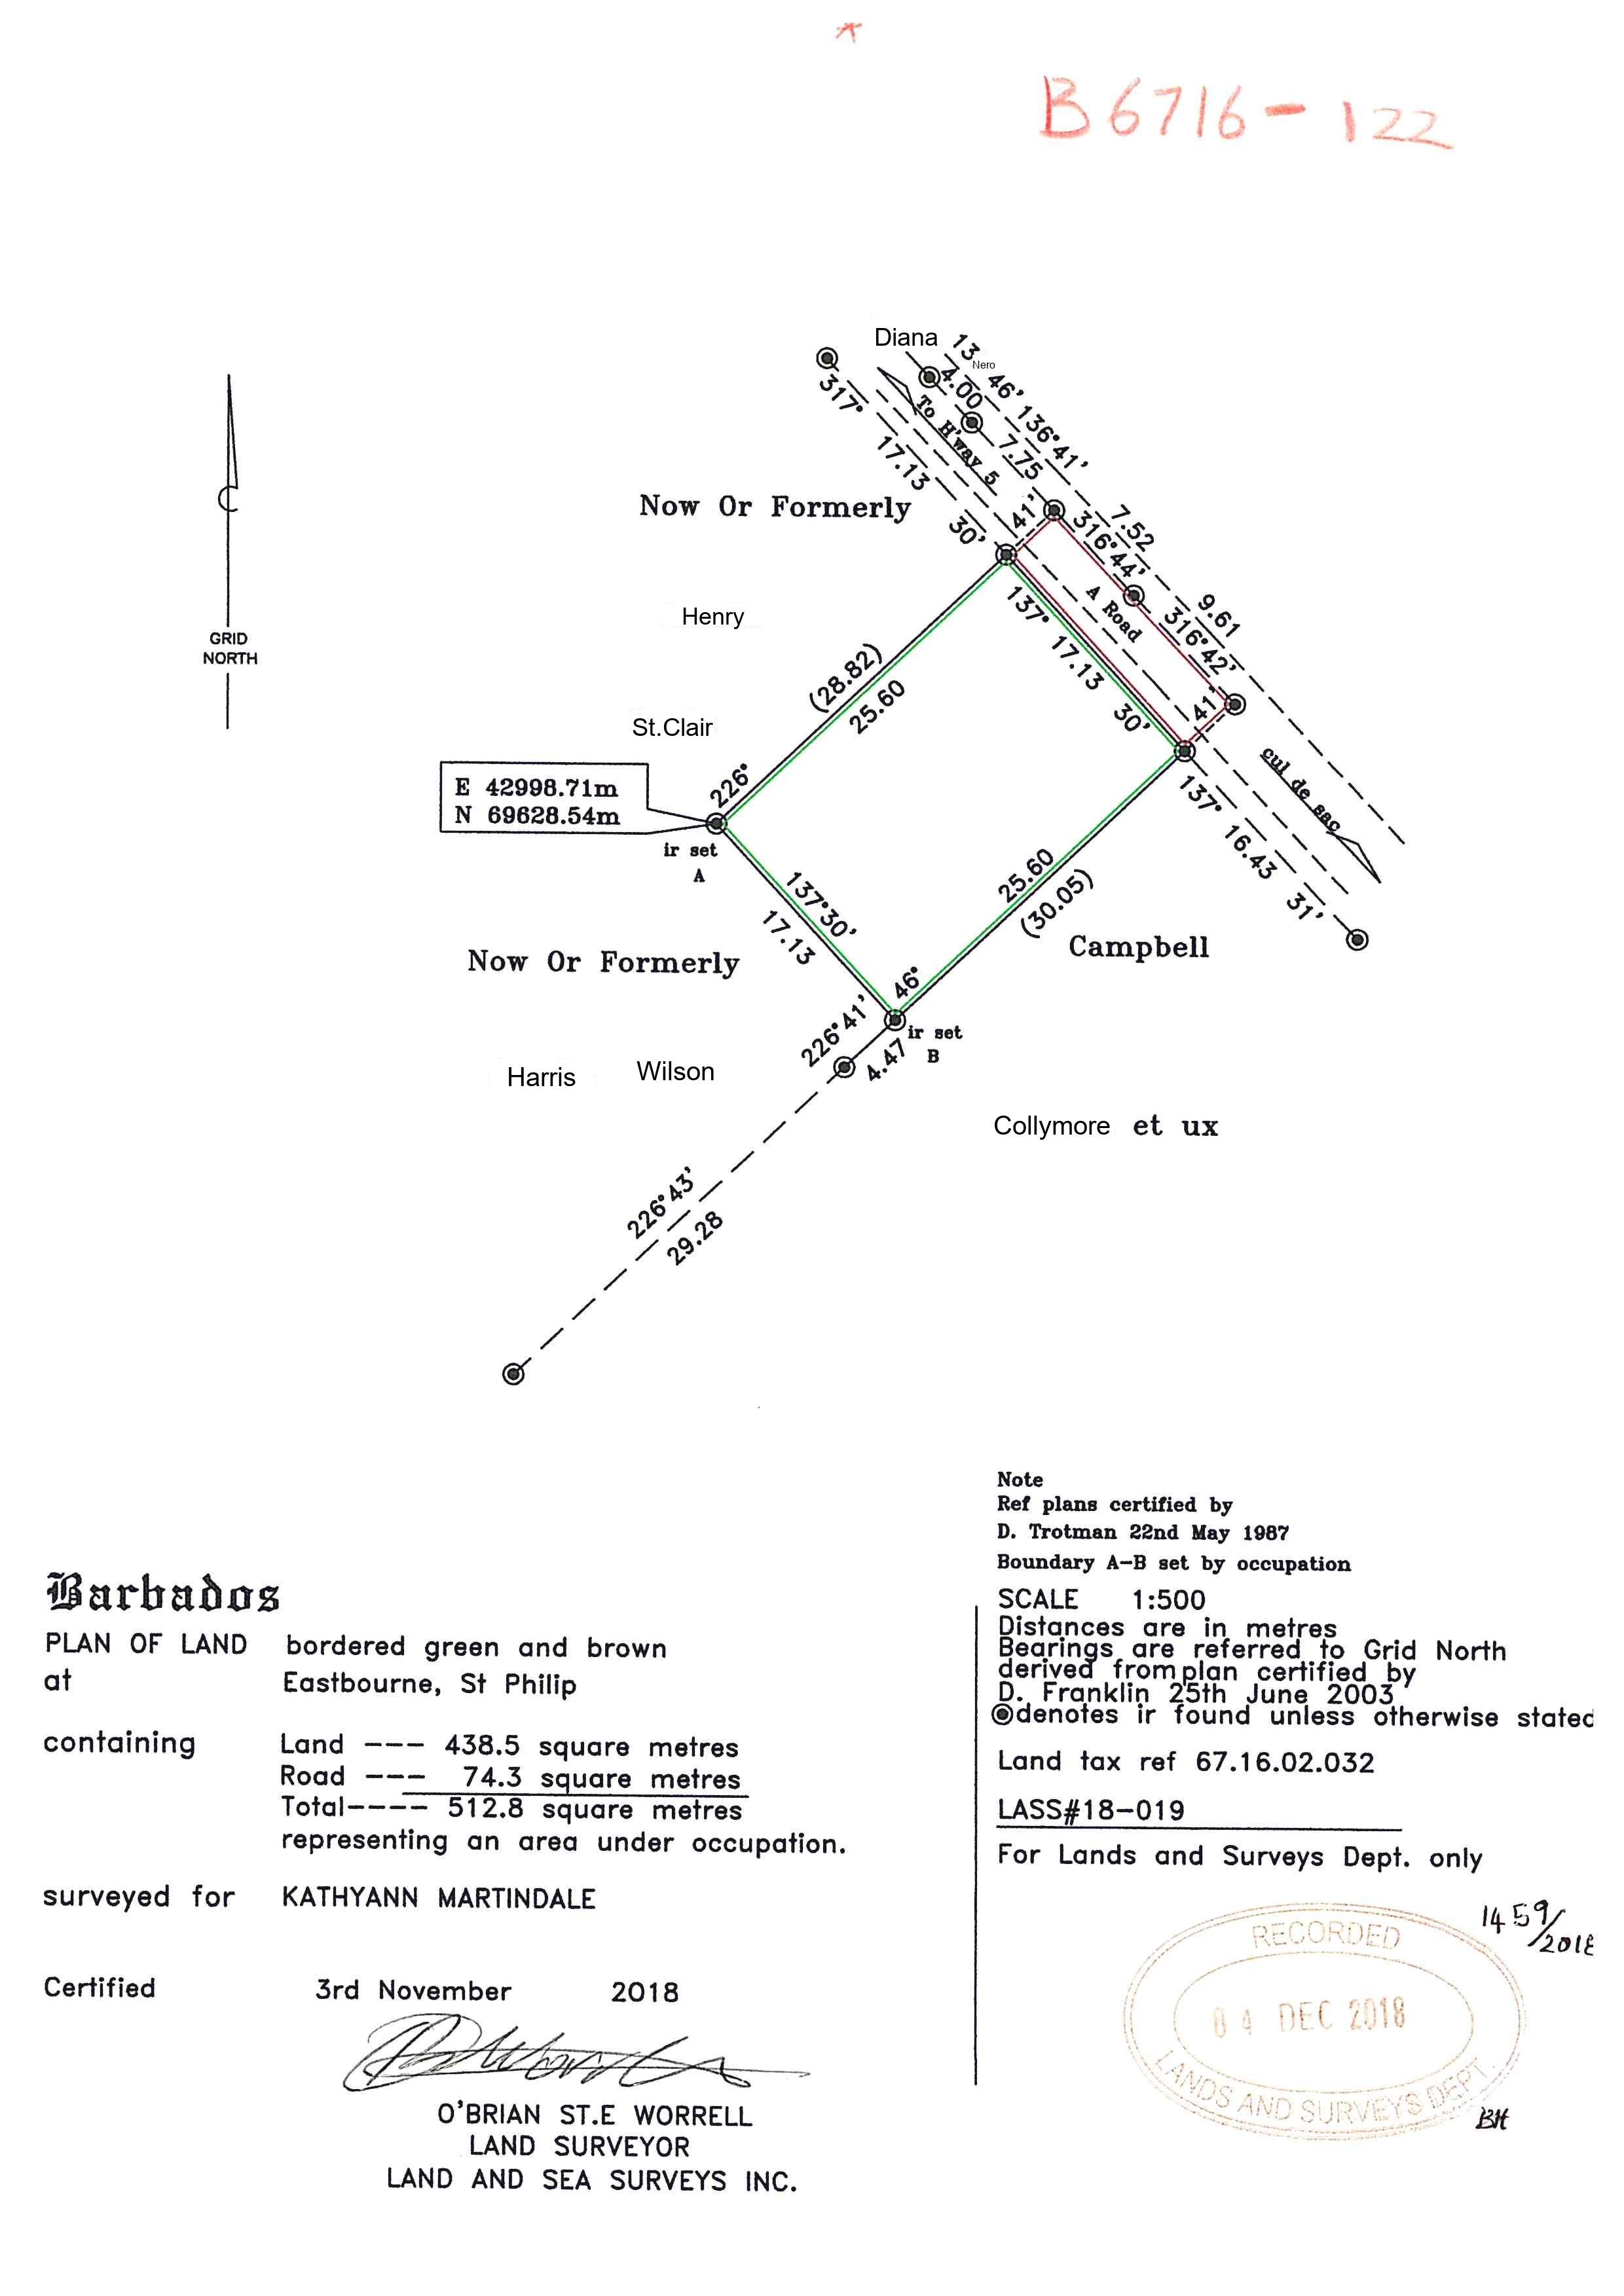 B6716-122
Diana
13
Nero
46' 136°41'
4.00
To H'way 5
7.75
317°
17.13
30'
7.52
41'
316°44'
9.61
316°42'
A Road
41'
Now Or Formerly
Henry
St.Clair
(28.82)
25.60
137°
17.13
30'
226°
E 42998.71m
N 69628.54m
ir set
A
137°30'
17.13
25.60
(30.05)
cul de sac
137°
16.43
31'
Campbell
Now Or Formerly
46°
ir set
B
226°41'
4.47
Harris
Wilson
Collymore et ux
226°43'
29.28
GRID
NORTH
Note
Ref plans certified by
D. Trotman 22nd May 1987
Boundary A-B set by occupation
SCALE 1:500
Distances are in metres
Bearings are referred to Grid North
derived from plan certified by
D. Franklin 25th June 2003
denotes ir found unless otherwise stated
Land tax ref 67.16.02.032
LASS#18-019
For Lands and Surveys Dept. only
1459/2018
RECORDED
04 DEC 2018
LANDS AND SURVEYS DEPT.
BH
Barbados
PLAN OF LAND bordered green and brown
at Eastbourne, St Philip
containing Land --- 438.5 square metres
Road --- 74.3 square metres
Total---- 512.8 square metres
representing an area under occupation.
surveyed for KATHYANN MARTINDALE
Certified 3rd November 2018
O'BRIAN ST.E WORRELL
LAND SURVEYOR
LAND AND SEA SURVEYS INC.